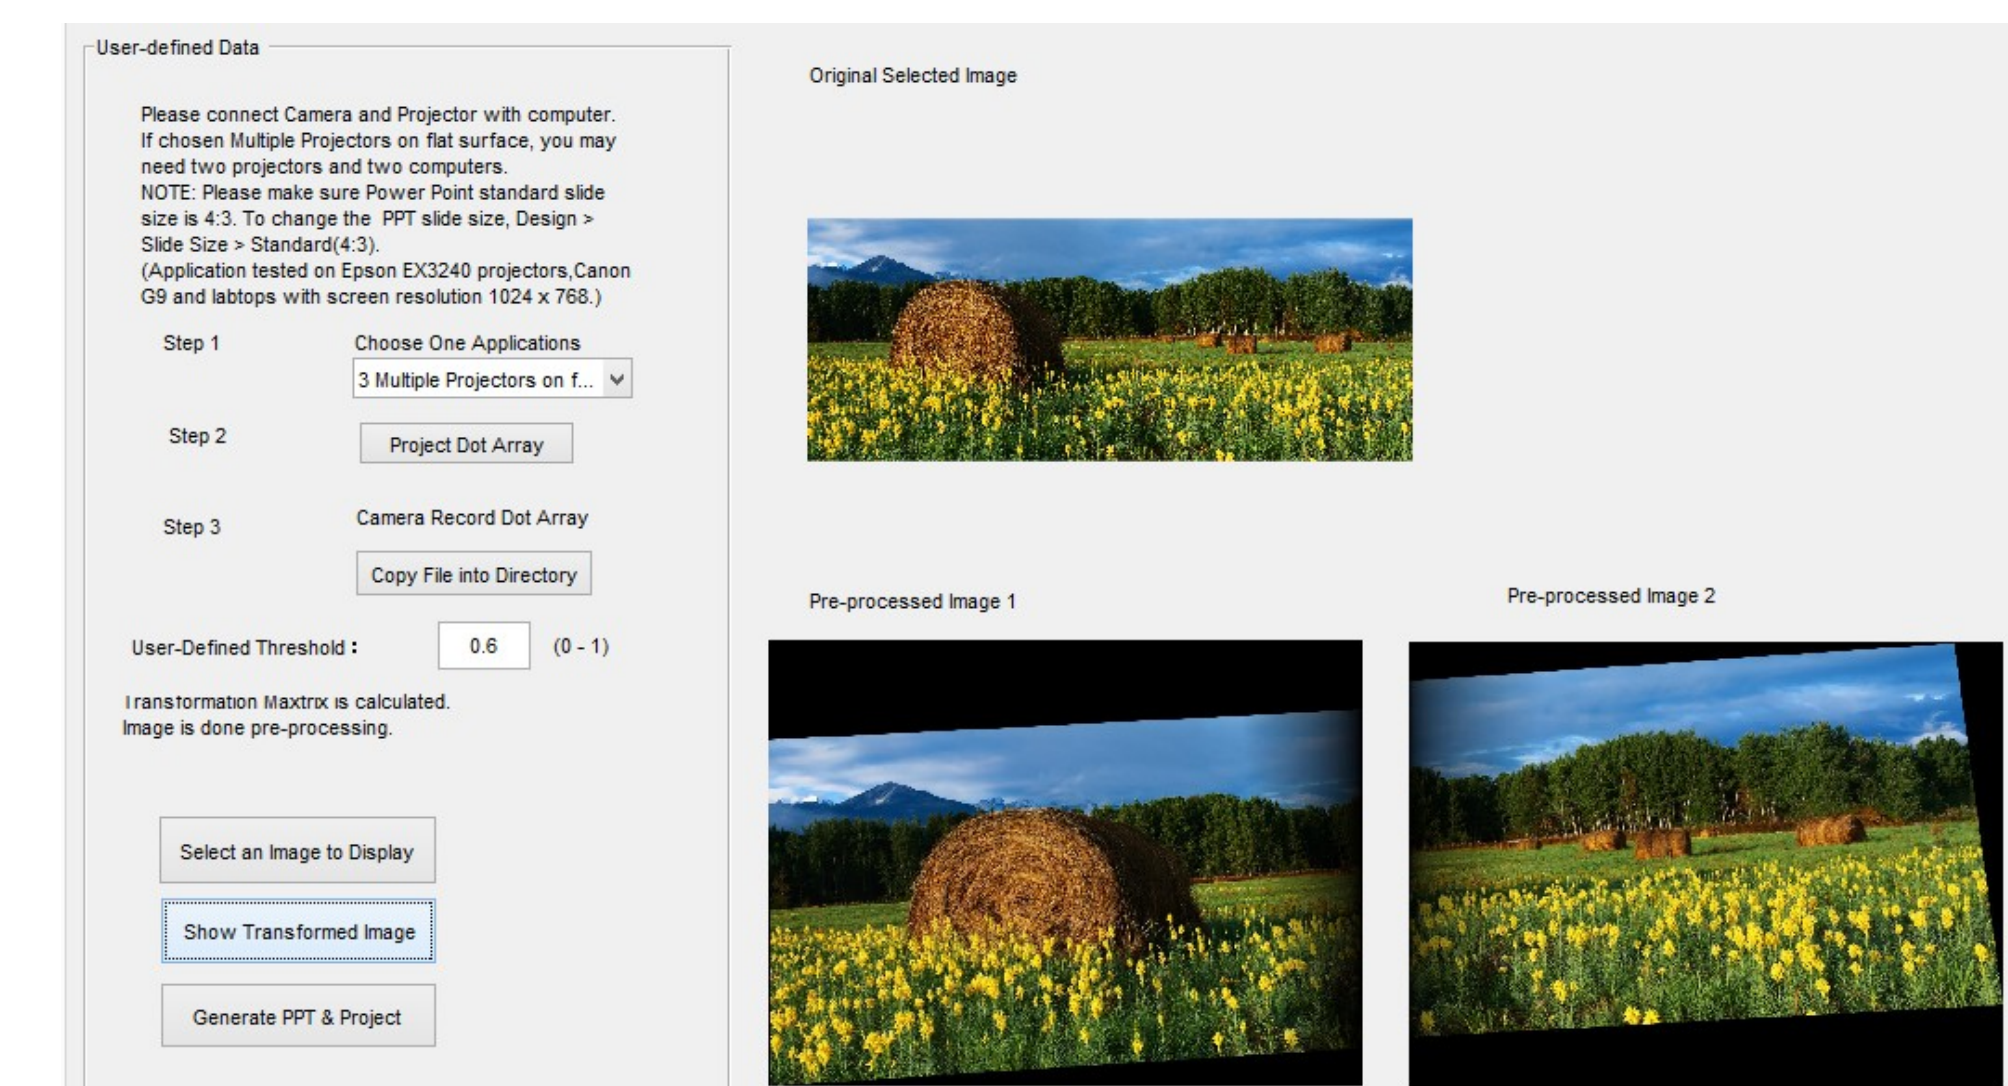 User-defined Data
Please connect Camera and Projector with computer.
If chosen Multiple Projectors on flat surface, you may
need two projectors and two computers.
NOTE: Please make sure Power Point standard slide
size is 4:3. To change the PPT slide size, Design >
Slide Size > Standard(4:3).
(Application tested on Epson EX3240 projectors,Canon
G9 and labtops with screen resolution 1024 x 768.)
Step 1
Choose One Applications
3 Multiple Projectors on f...
Step 2
Project Dot Array
Step 3
Camera Record Dot Array
Copy File into Directory
User-Defined Threshold :
0.6
(0 - 1)
Transformation Maxtrix is calculated.
Image is done pre-processing.
Select an Image to Display
Show Transformed Image
Generate PPT & Project
Original Selected Image
Pre-processed Image 1
Pre-processed Image 2